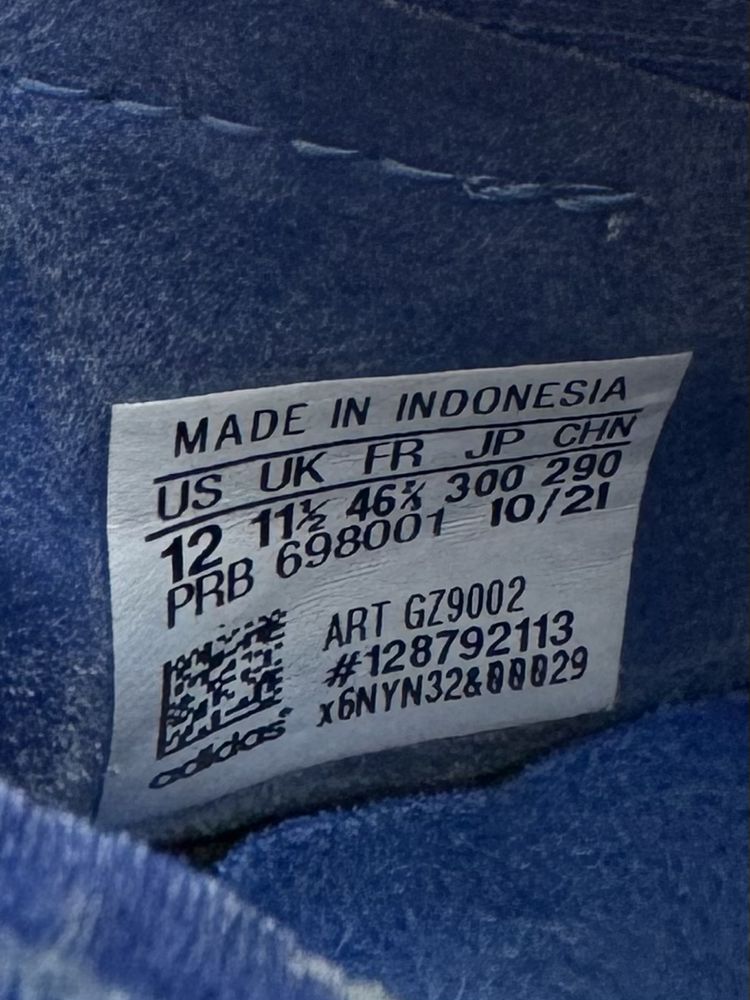 MADE IN INDONESIA
US UK FR JP CHN
12 11½ 46⅔ 300 290
PRB 698001 10/21
ART GZ9002
#128792113
x6NYN32&00029
adidas